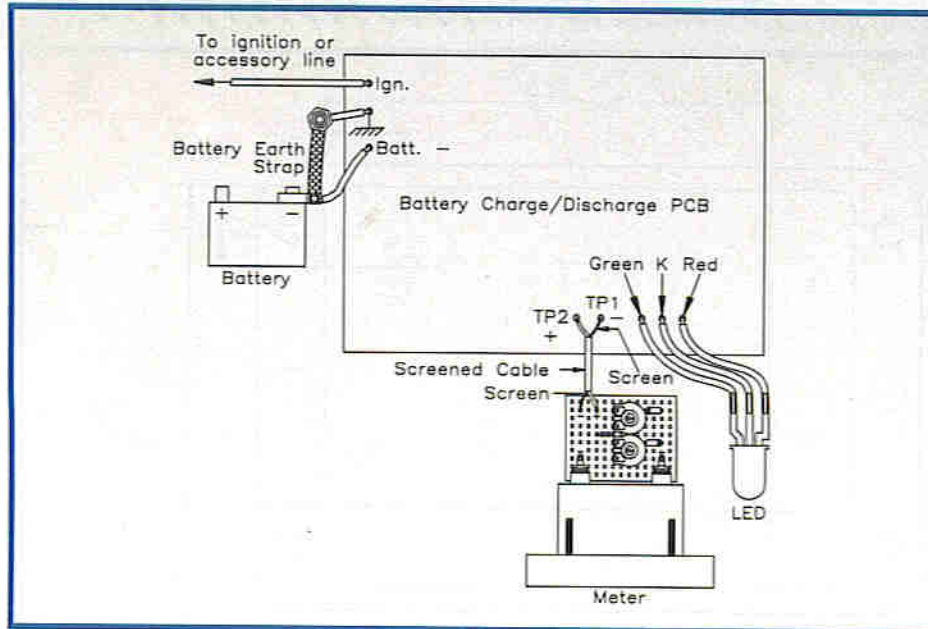 To ignition or
accessory line
Ign.
Battery Earth
Strap
Batt. -
+ -
Battery
Battery Charge/Discharge PCB
Green K Red
TP1
TP2 -
+
Screened Cable
Screen
Screen
LED
Meter